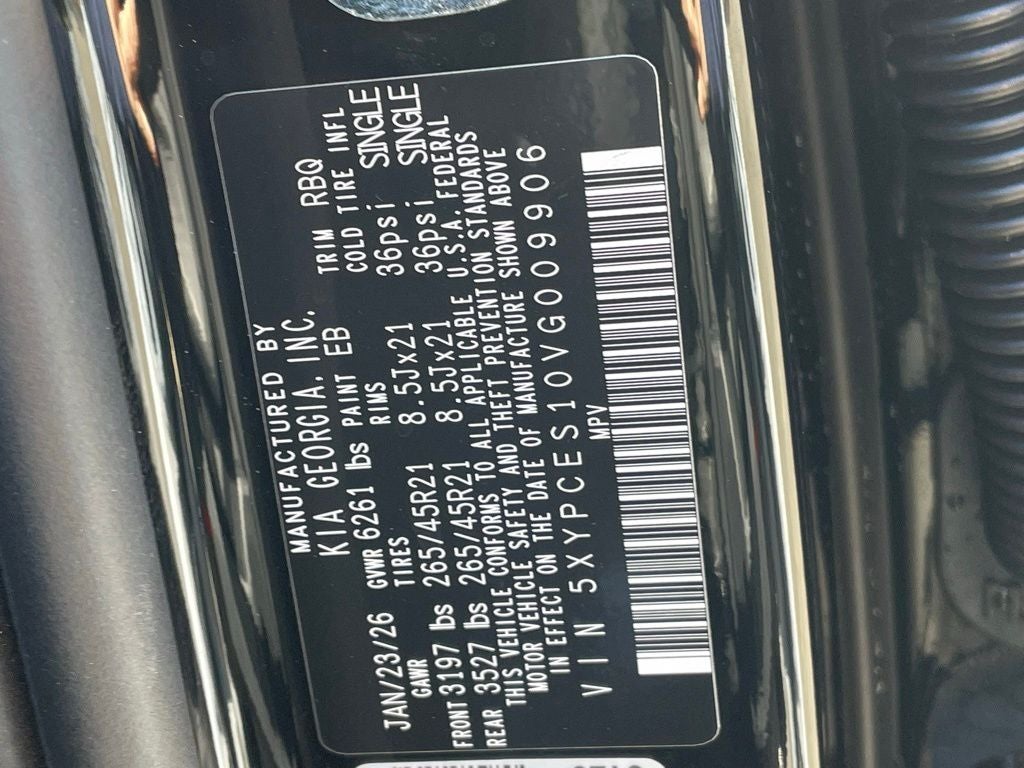 MANUFACTURED BY
KIA GEORGIA. INC.
JAN/23/26 GVWR 6261 lbs PAINT EB TRIM RBQ
GAWR TIRES RIMS COLD TIRE INFL
FRONT 3197 lbs 265/45R21 8.5Jx21 36psi SINGLE
REAR 3527 lbs 265/45R21 8.5Jx21 36psi SINGLE
THIS VEHICLE CONFORMS TO ALL APPLICABLE U.S.A. FEDERAL
MOTOR VEHICLE SAFETY AND THEFT PREVENTION STANDARDS
IN EFFECT ON THE DATE OF MANUFACTURE SHOWN ABOVE
VIN 5XYPCES10VG009906
MPV